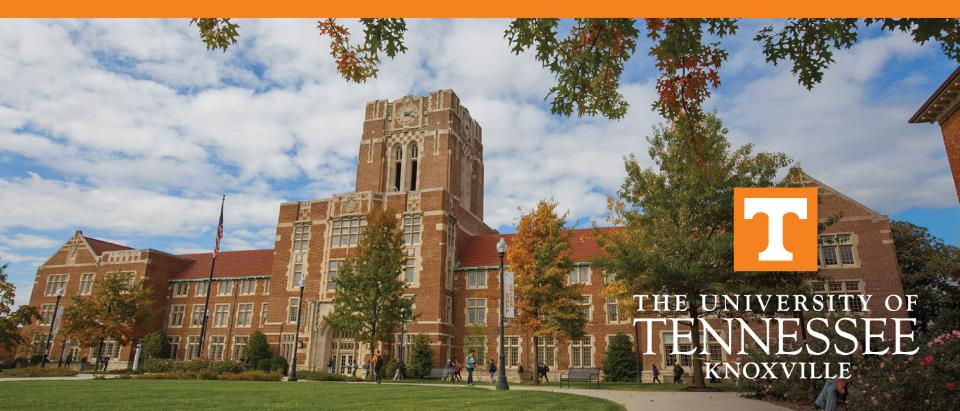 T
THE UNIVERSITY OF
TENNESSEE
KNOXVILLE